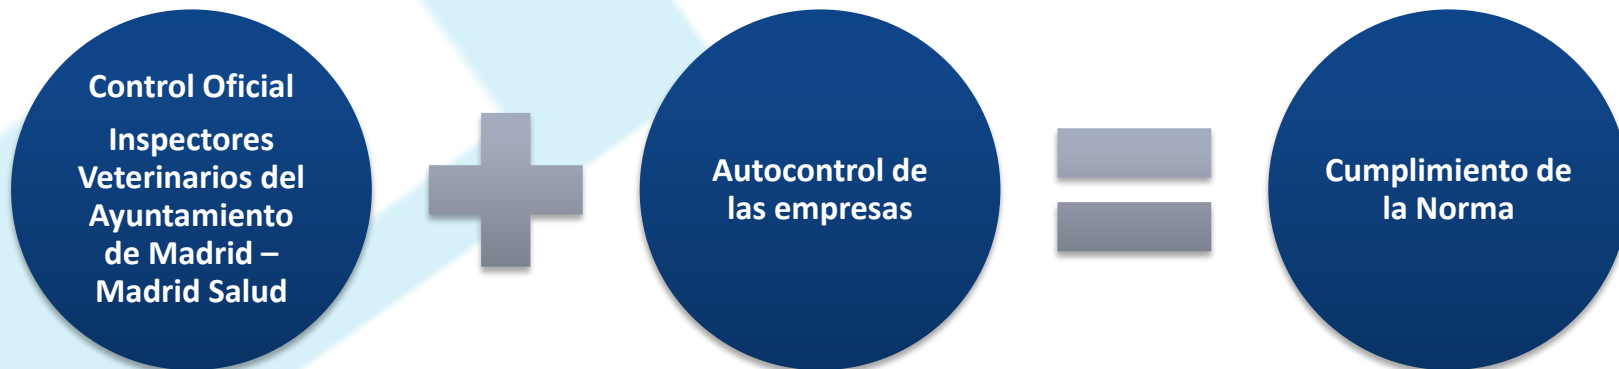 Control Oficial
Inspectores
Veterinarios del
Ayuntamiento
de Madrid –
Madrid Salud
Autocontrol de
las empresas
Cumplimiento de
la Norma